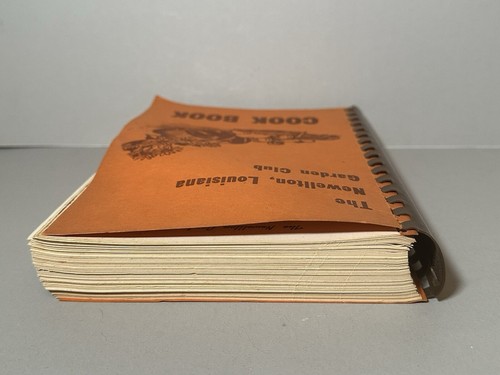 The
Newellton, Louisiana
Garden Club
COOK BOOK